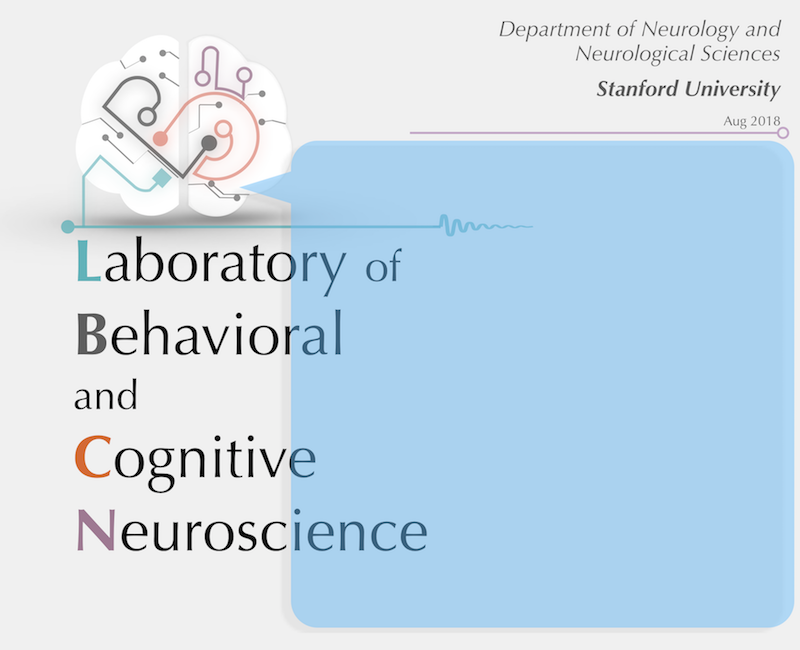 Department of Neurology and
Neurological Sciences
Stanford University
Aug 2018
Laboratory of
Behavioral
and
Cognitive
Neuroscience